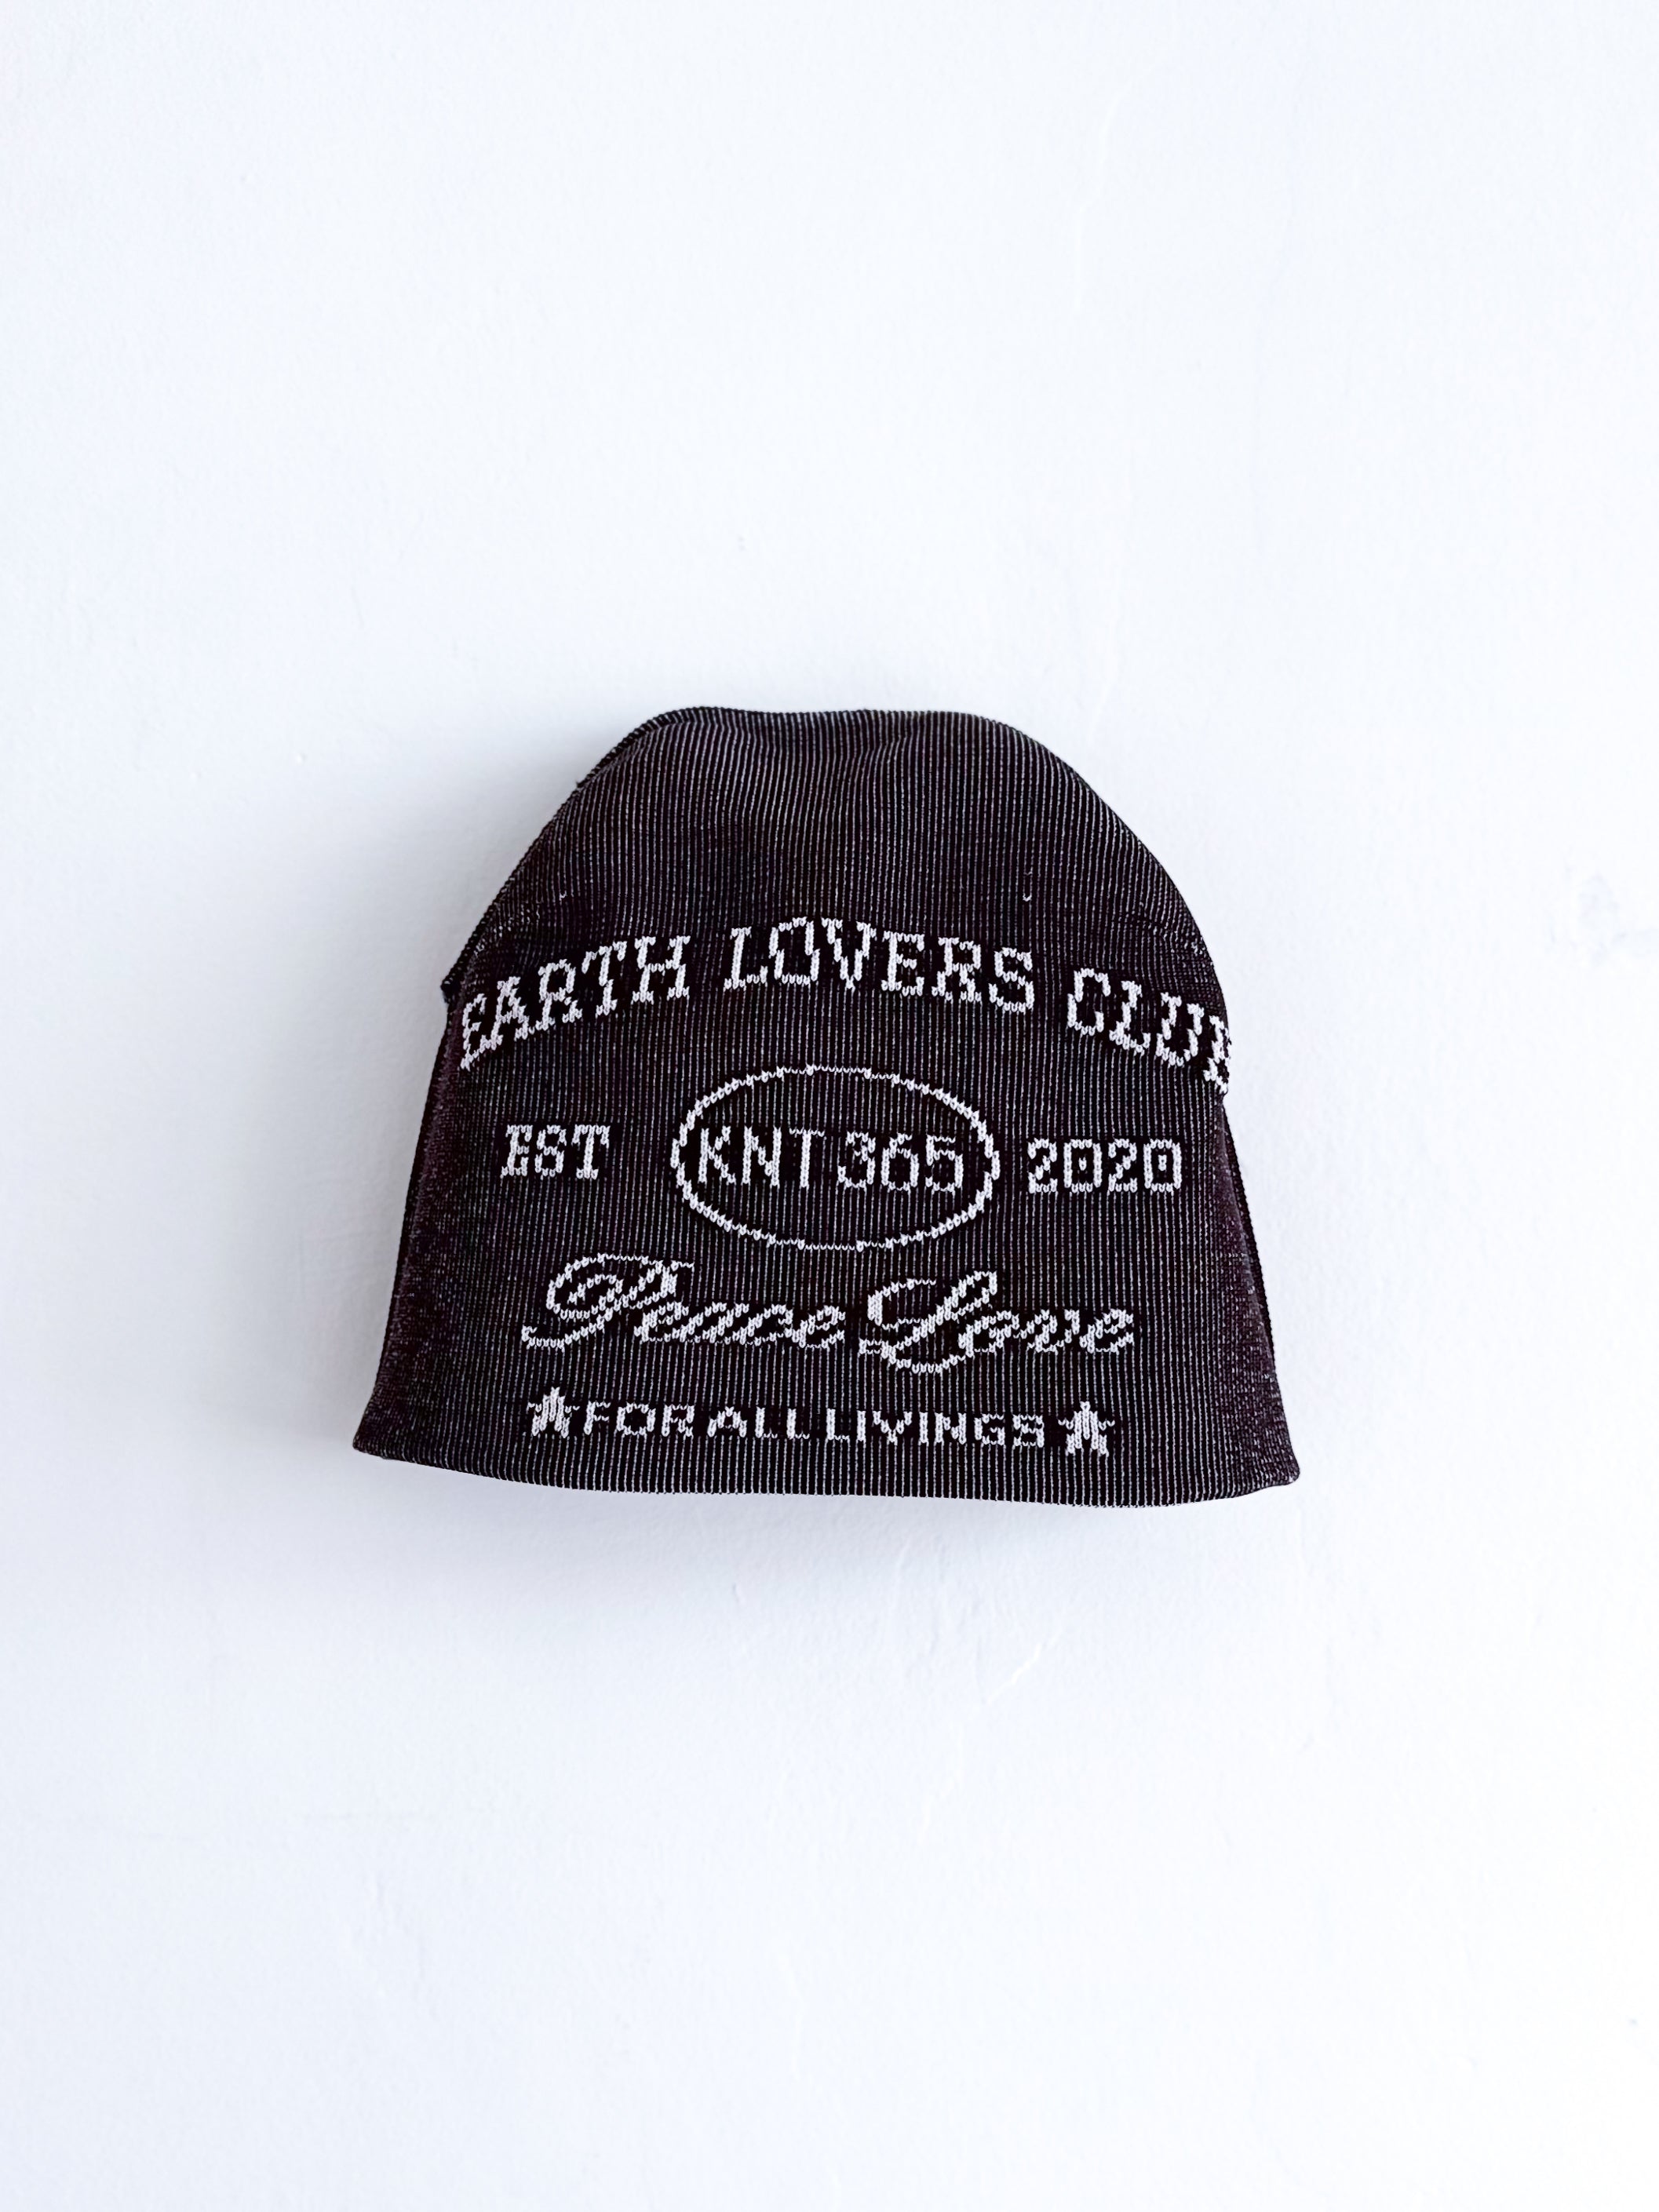 EARTH LOVERS CLUB
EST KNT 365 2020
Peace Love
★FOR ALL LIVINGS★